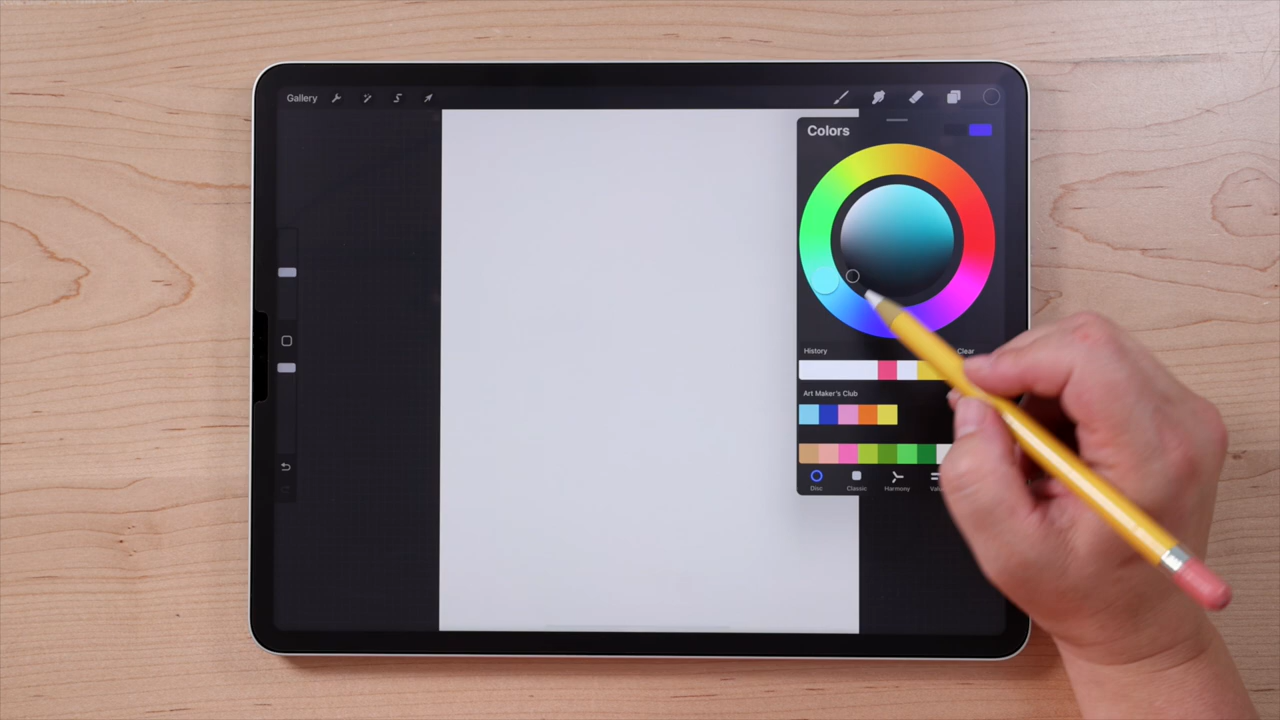 Gallery
Colors
History Clear
Art Maker's Club
Disc Classic Harmony